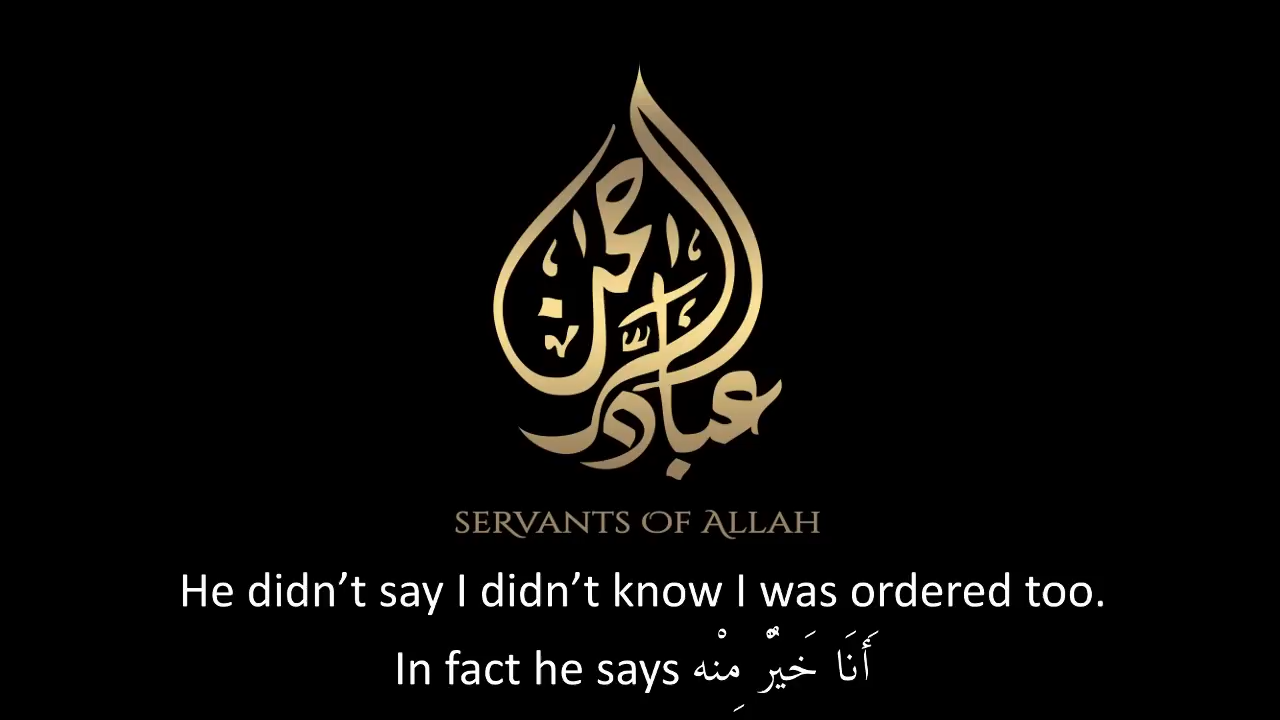 عباد الرحمن
SERVANTS OF ALLAH
He didn’t say I didn’t know I was ordered too.
In fact he says أَنَا خَيْرٌ مِنْه